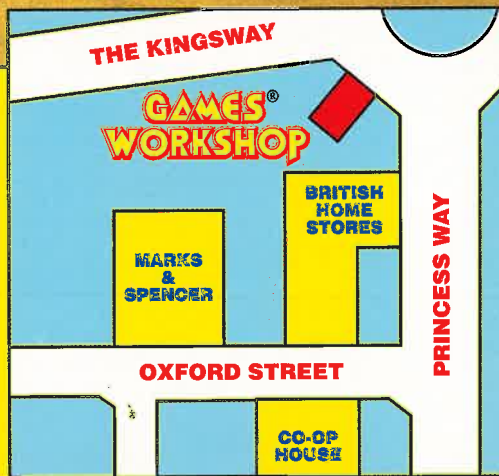 THE KINGSWAY
GAMES®
WORKSHOP
BRITISH
HOME
STORES
MARKS
&
SPENCER
PRINCESS WAY
OXFORD STREET
CO-OP
HOUSE